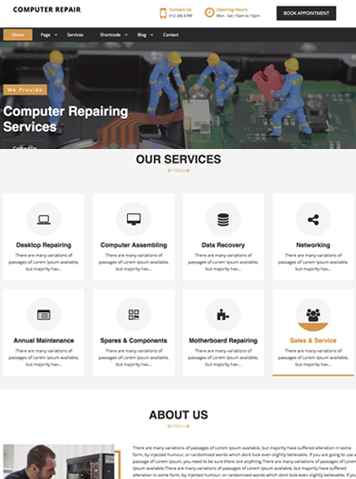 COMPUTER REPAIR
Contact Us
012 345 6789
Opening Hours
Mon - Sat: 10am to 10pm
BOOK APPOINTMENT
Home
Page
Services
Shortcode
Blog
Contact
We Provide
Computer Repairing
Services
Contact Us
OUR SERVICES
Desktop Repairing
There are many variations of
passages of Lorem Ipsum available,
but majority hav...
Computer Assembling
There are many variations of
passages of Lorem Ipsum available,
but majority hav...
Data Recovery
There are many variations of
passages of Lorem Ipsum available,
but majority hav...
Networking
There are many variations of
passages of Lorem Ipsum available,
but majority hav...
Annual Maintenance
There are many variations of
passages of Lorem Ipsum available,
but majority hav...
Spares & Components
There are many variations of
passages of Lorem Ipsum available,
but majority hav...
Motherboard Repairing
There are many variations of
passages of Lorem Ipsum available,
but majority hav...
Sales & Service
There are many variations of
passages of Lorem Ipsum available,
but majority hav...
ABOUT US
There are many variations of passages of Lorem Ipsum available, but majority have suffered alteration in some
form, by injected humour, or randomised words which dont look even slightly believable. If you are going to use a
passage of Lorem Ipsum, you need to be sure there isnt anything.There are many variations of passages of Lorem
Ipsum available.There are many variations of passages of Lorem Ipsum available, but majority have suffered
alteration in some form, by injected humour, or randomised words which dont look even slightly believable. If you